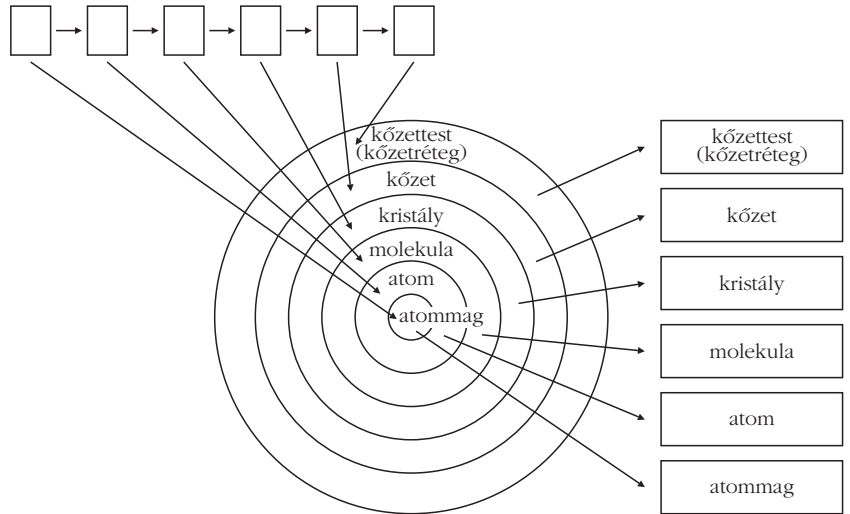 kőzettest
(kőzetréteg)
kőzet
kristály
molekula
atom
atommag
kőzettest
(kőzetréteg)
kőzet
kristály
molekula
atom
atommag